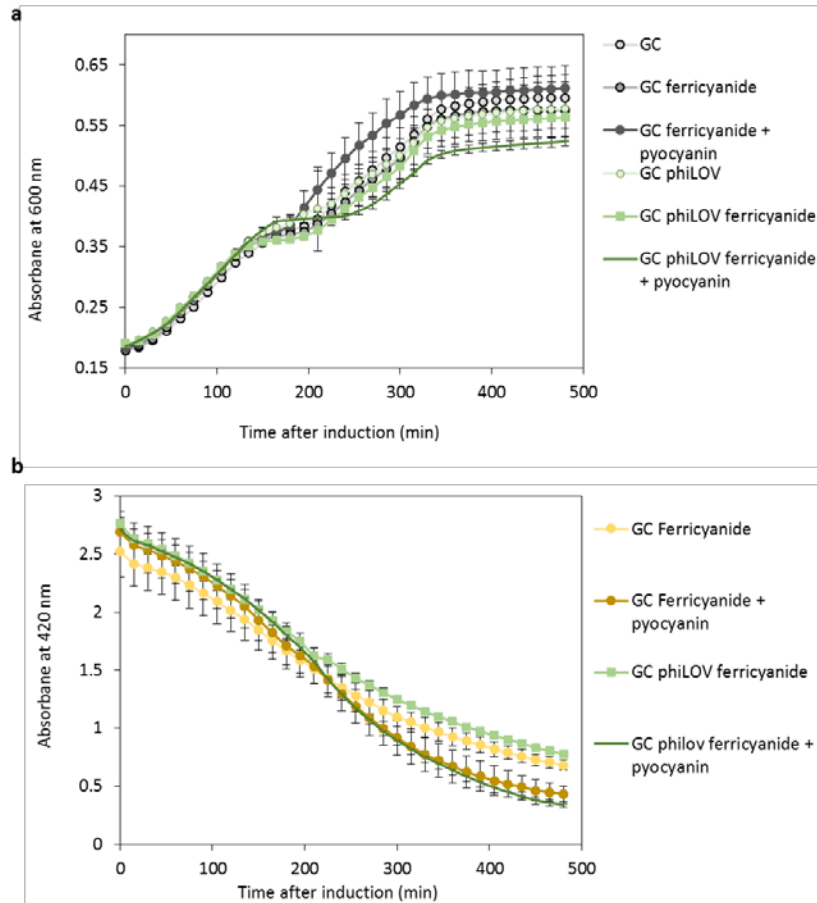 a
0.65
0.55
0.45
0.35
0.25
0.15
Absorbane at 600 nm
0
100
200
300
400
500
Time after induction (min)
GC
GC ferricyanide
GC ferricyanide +
pyocyanin
GC phiLOV
GC phiLOV ferricyanide
GC phiLOV ferricyanide
+ pyocyanin
b
3
2.5
2
1.5
1
0.5
0
Absorbane at 420 nm
0
100
200
300
400
500
Time after induction (min)
GC Ferricyanide
GC Ferricyanide +
pyocyanin
GC phiLOV ferricyanide
GC philov ferricyanide +
pyocyanin